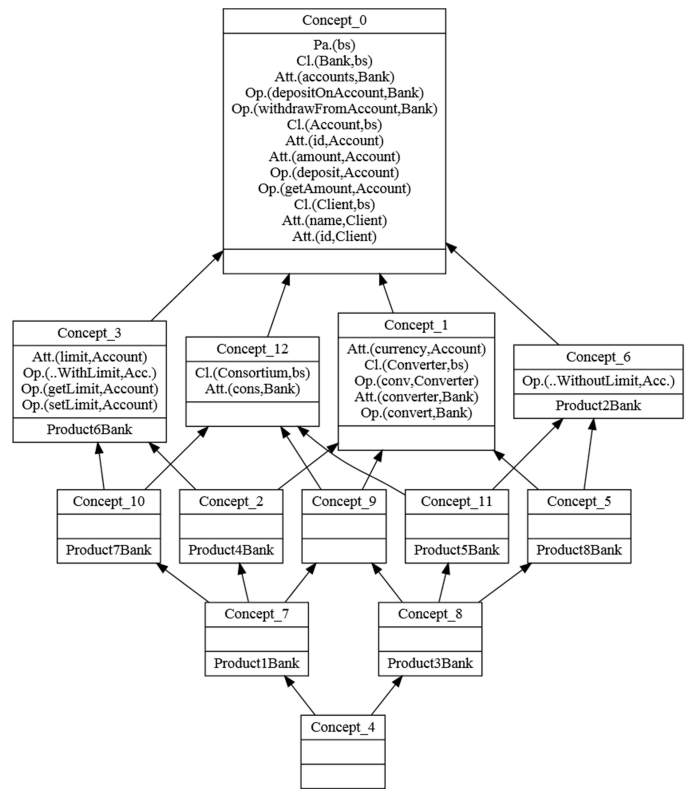 Concept_0
Pa.(bs)
Cl.(Bank,bs)
Att.(accounts,Bank)
Op.(depositOnAccount,Bank)
Op.(withdrawFromAccount,Bank)
Cl.(Account,bs)
Att.(id,Account)
Att.(amount,Account)
Op.(deposit,Account)
Op.(getAmount,Account)
Cl.(Client,bs)
Att.(name,Client)
Att.(id,Client)
Concept_3
Att.(limit,Account)
Op.(..WithLimit,Acc.)
Op.(getLimit,Account)
Op.(setLimit,Account)
Product6Bank
Concept_12
Cl.(Consortium,bs)
Att.(cons,Bank)
Concept_1
Att.(currency,Account)
Cl.(Converter,bs)
Op.(conv,Converter)
Att.(converter,Bank)
Op.(convert,Bank)
Concept_6
Op.(..WithoutLimit,Acc.)
Product2Bank
Concept_10
Product7Bank
Concept_2
Product4Bank
Concept_9
Concept_11
Product5Bank
Concept_5
Product8Bank
Concept_7
Product1Bank
Concept_8
Product3Bank
Concept_4